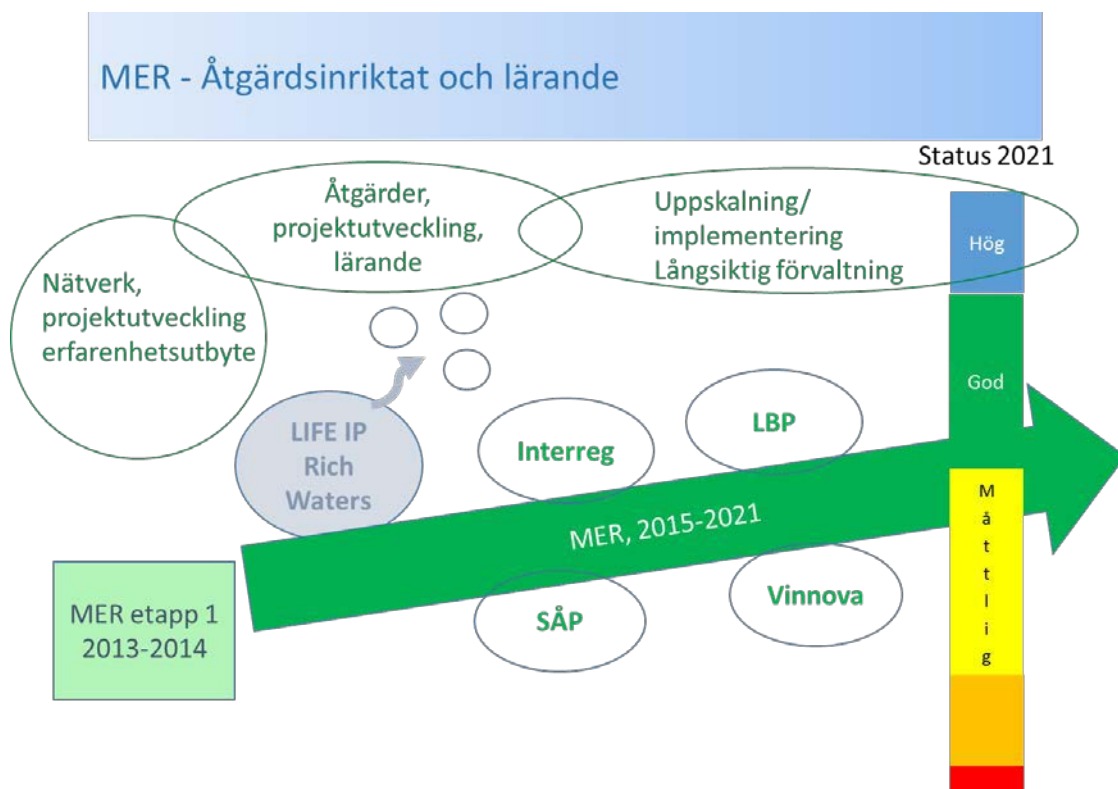 MER - Åtgärdsinriktat och lärande
Status 2021
Åtgärder,
projektutveckling,
lärande
Uppskalning/
implementering
Långsiktig förvaltning
Hög
Nätverk,
projektutveckling
erfarenhetsutbyte
God
LIFE IP
Rich
Waters
Interreg
LBP
MER, 2015-2021
Måttlig
MER etapp 1
2013-2014
SÅP
Vinnova